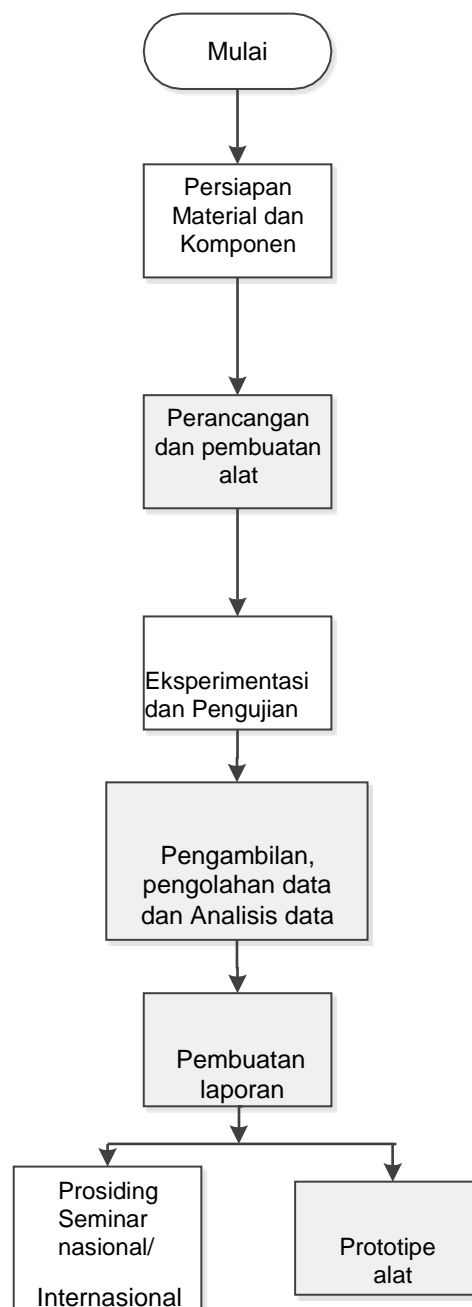 Mulai
Persiapan
Material dan
Komponen
Perancangan
dan pembuatan
alat
Eksperimentasi
dan Pengujian
Pengambilan,
pengolahan data
dan Analisis data
Pembuatan
laporan
Prosiding
Seminar
nasional/
Internasional
Prototipe
alat